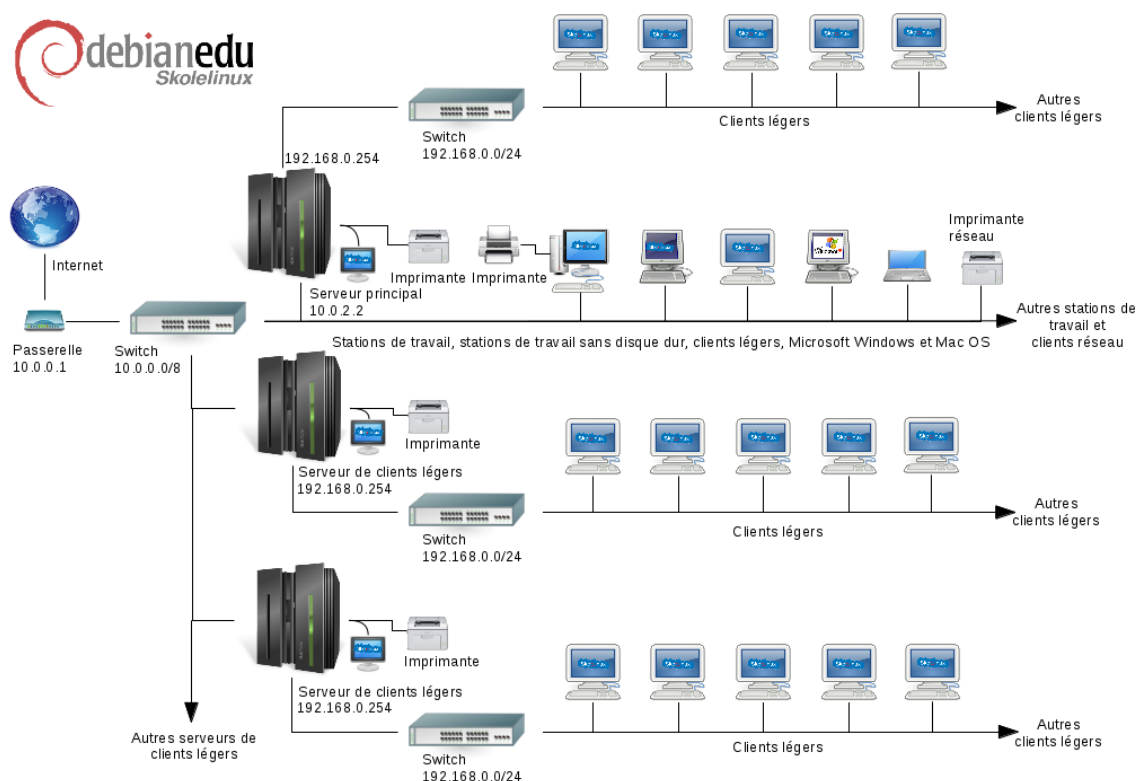 debianedu
Skolelinux
Switch
192.168.0.0/24
Clients légers
Autres
clients légers
192.168.0.254
Internet
Imprimante
Imprimante
Imprimante
réseau
Serveur principal
10.0.2.2
Passerelle
10.0.0.1
Switch
10.0.0.0/8
Stations de travail, stations de travail sans disque dur, clients légers, Microsoft Windows et Mac OS
Autres stations de
travail et
clients réseau
Imprimante
Serveur de clients légers
192.168.0.254
Switch
192.168.0.0/24
Clients légers
Autres
clients légers
Imprimante
Serveur de clients légers
192.168.0.254
Switch
192.168.0.0/24
Clients légers
Autres
clients légers
Autres serveurs de
clients légers